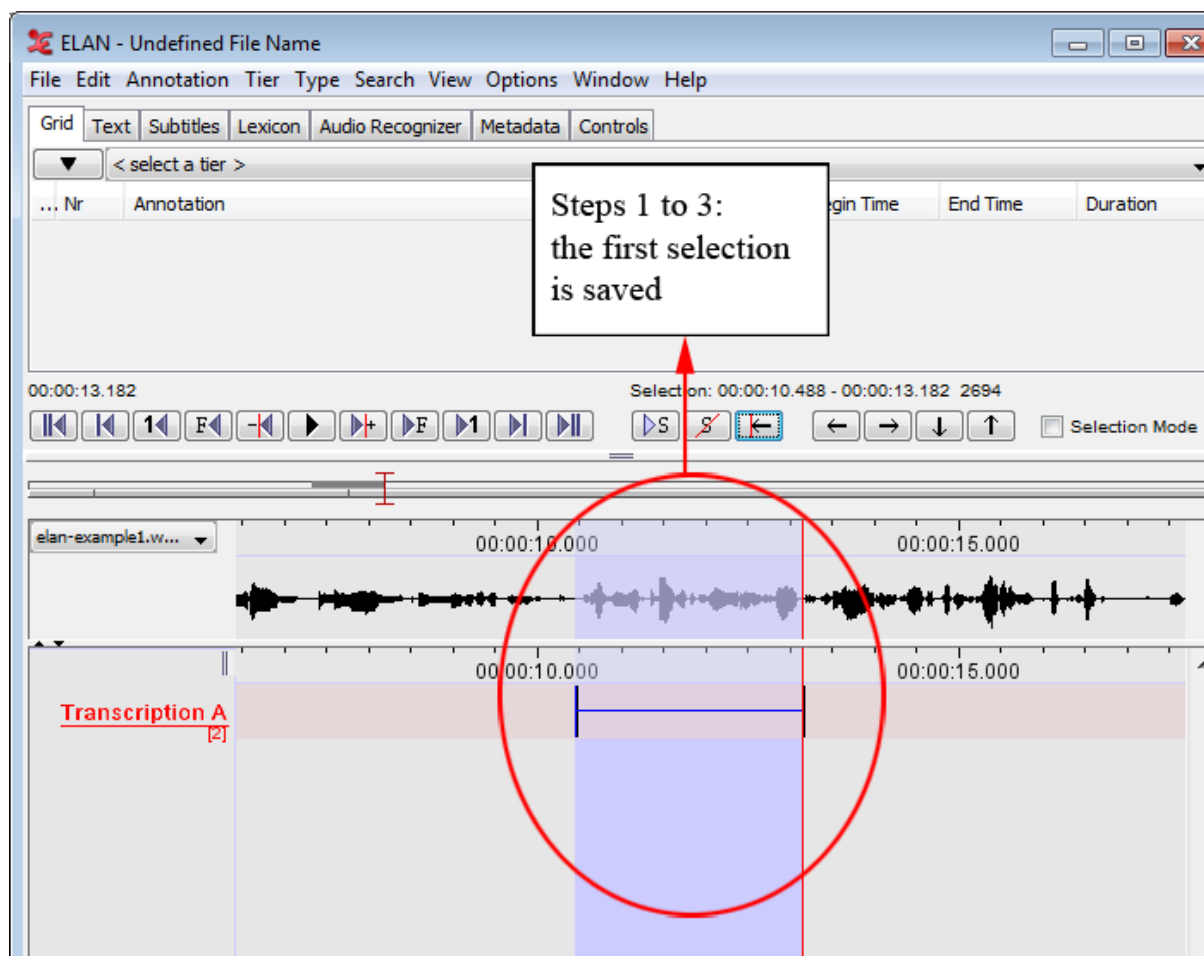 ELAN - Undefined File Name
File Edit Annotation Tier Type Search View Options Window Help
Grid Text Subtitles Lexicon Audio Recognizer Metadata Controls
< select a tier >
... Nr Annotation egin Time End Time Duration
Steps 1 to 3:
the first selection
is saved
00:00:13.182 Selection: 00:00:10.488 - 00:00:13.182 2694
1 F S S Selection Mode
F 1
elan-example1.w...
00:00:10.000 00:00:15.000
00:00:10.000 00:00:15.000
Transcription A
[2]